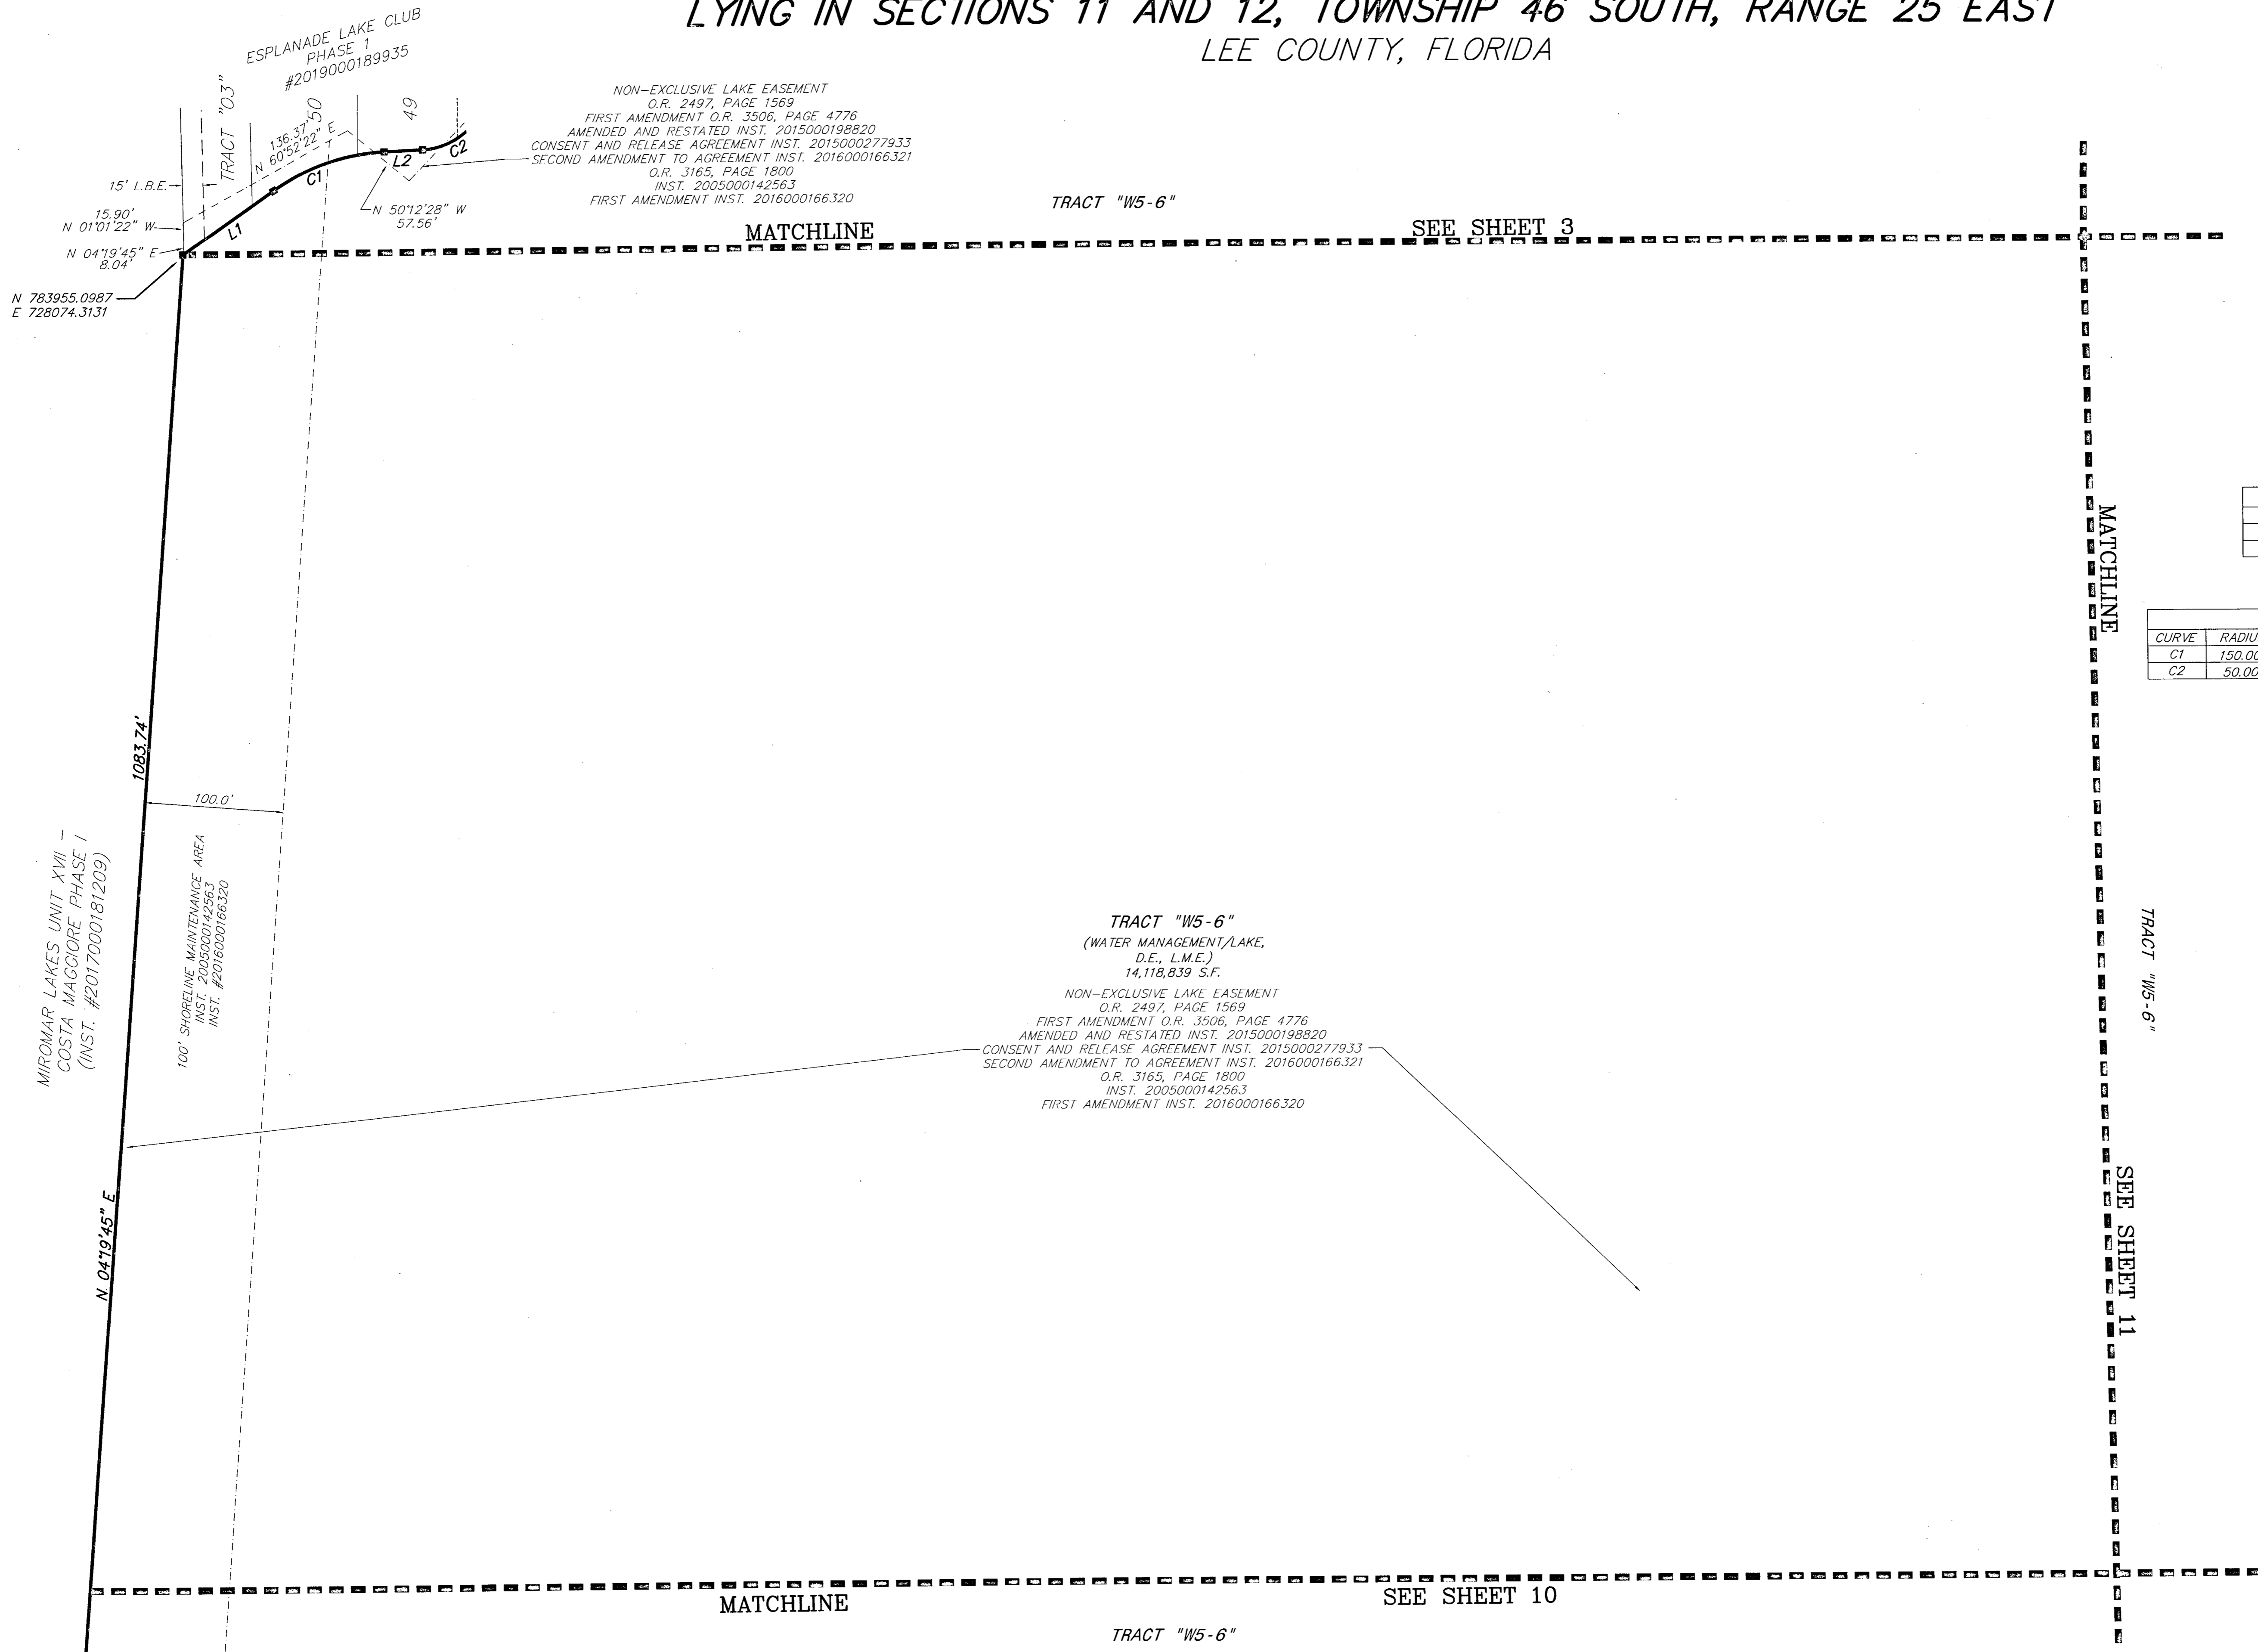 LYING IN SECTIONS 11 AND 12, TOWNSHIP 46 SOUTH, RANGE 25 EAST
LEE COUNTY, FLORIDA
ESPLANADE LAKE CLUB
PHASE 1
#2019000189935
TRACT "03"
50
49
136.37'
N 60°52'22" E
NON-EXCLUSIVE LAKE EASEMENT
O.R. 2497, PAGE 1569
FIRST AMENDMENT O.R. 3506, PAGE 4776
AMENDED AND RESTATED INST. 2015000198820
CONSENT AND RELEASE AGREEMENT INST. 2015000277933
SECOND AMENDMENT TO AGREEMENT INST. 2016000166321
O.R. 3165, PAGE 1800
INST. 2005000142563
FIRST AMENDMENT INST. 2016000166320
C1
L2
C2
15' L.B.E.
15.90'
N 01°01'22" W
L1
N 50°12'28" W
57.56'
N 04°19'45" E
8.04'
N 783955.0987
E 728074.3131
TRACT "W5-6"
MATCHLINE
SEE SHEET 3
MATCHLINE
CURVE
C1 150.00
C2 50.00
1083.74'
100.0'
MIROMAR LAKES UNIT XVII –
COSTA MAGGIORE PHASE I
(INST. #2017000181209)
100' SHORELINE MAINTENANCE AREA
INST. 2005000142563
INST. #2016000166320
TRACT "W5-6"
(WATER MANAGEMENT/LAKE,
D.E., L.M.E.)
14,118,839 S.F.
NON-EXCLUSIVE LAKE EASEMENT
O.R. 2497, PAGE 1569
FIRST AMENDMENT O.R. 3506, PAGE 4776
AMENDED AND RESTATED INST. 2015000198820
CONSENT AND RELEASE AGREEMENT INST. 2015000277933
SECOND AMENDMENT TO AGREEMENT INST. 2016000166321
O.R. 3165, PAGE 1800
INST. 2005000142563
FIRST AMENDMENT INST. 2016000166320
TRACT "W5-6"
N 04°19'45" E
SEE SHEET 11
MATCHLINE
SEE SHEET 10
TRACT "W5-6"